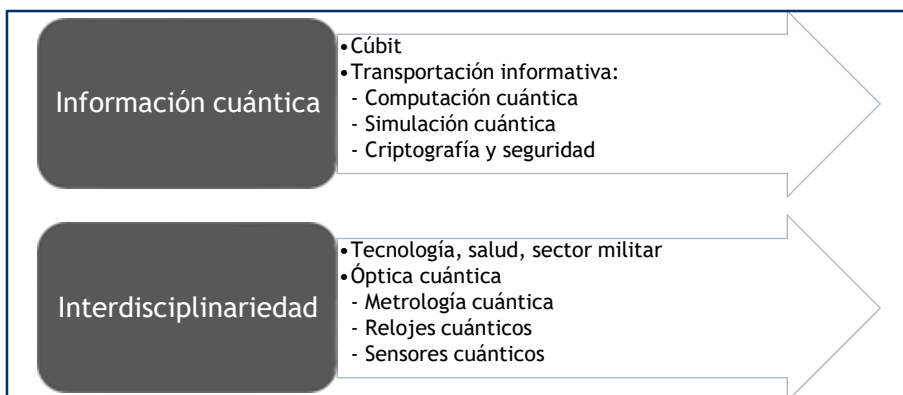 Información cuántica
•Cúbit
•Transportación informativa:
- Computación cuántica
- Simulación cuántica
- Criptografía y seguridad
Interdisciplinariedad
•Tecnología, salud, sector militar
•Óptica cuántica
- Metrología cuántica
- Relojes cuánticos
- Sensores cuánticos